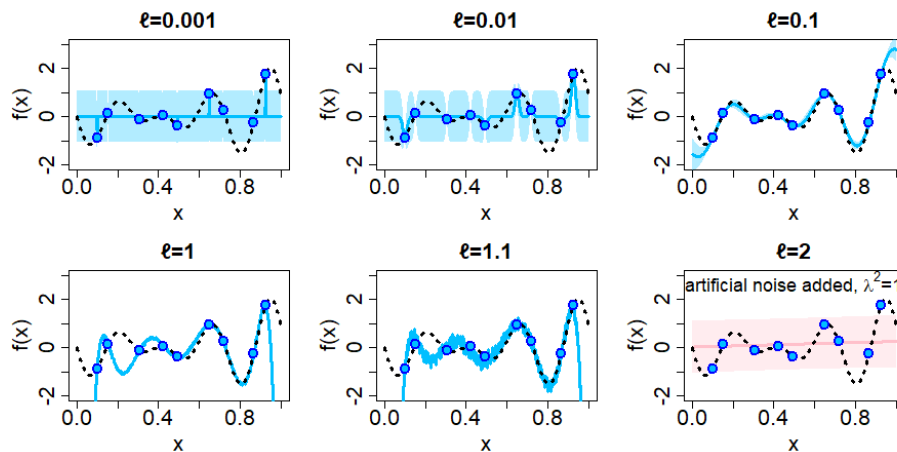 ℓ=0.001
ℓ=0.01
ℓ=0.1
f(x)
2
0
-2
0.0 0.4 0.8
x
f(x)
2
0
-2
0.0 0.4 0.8
x
f(x)
2
0
-2
0.0 0.4 0.8
x
ℓ=1
ℓ=1.1
ℓ=2
f(x)
2
0
-2
0.0 0.4 0.8
x
f(x)
2
0
-2
0.0 0.4 0.8
x
artificial noise added, λ²=1
f(x)
2
0
-2
0.0 0.4 0.8
x